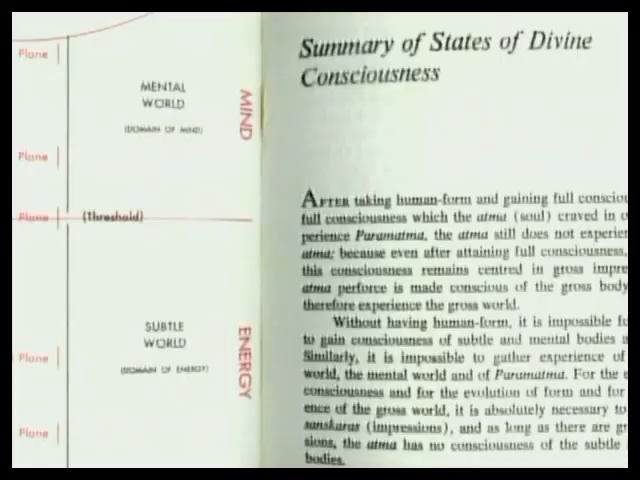 Plane
MENTAL
WORLD
(DOMAIN OF MIND)
MIND
Plane
Plane
(Threshold)
SUBTLE
WORLD
(DOMAIN OF ENERGY)
ENERGY
Plane
Plane
Summary of States of Divine
Consciousness
AFTER taking human-form and gaining full
full consciousness which the atma (soul) craved in
perience Paramatma, the atma still does not
atma; because even after attaining full consciousness,
this consciousness remains centred in gross
atma perforce is made conscious of the gross body
therefore experience the gross world.
Without having human-form, it is impossible
to gain consciousness of subtle and mental bodies
Similarly, it is impossible to gather experience of
world, the mental world and of Paramatma. For the
consciousness and for the evolution of form and for
ence of the gross world, it is absolutely necessary to
sanskaras (impressions), and as long as there are
sions, the atma has no consciousness of the subtle
bodies.